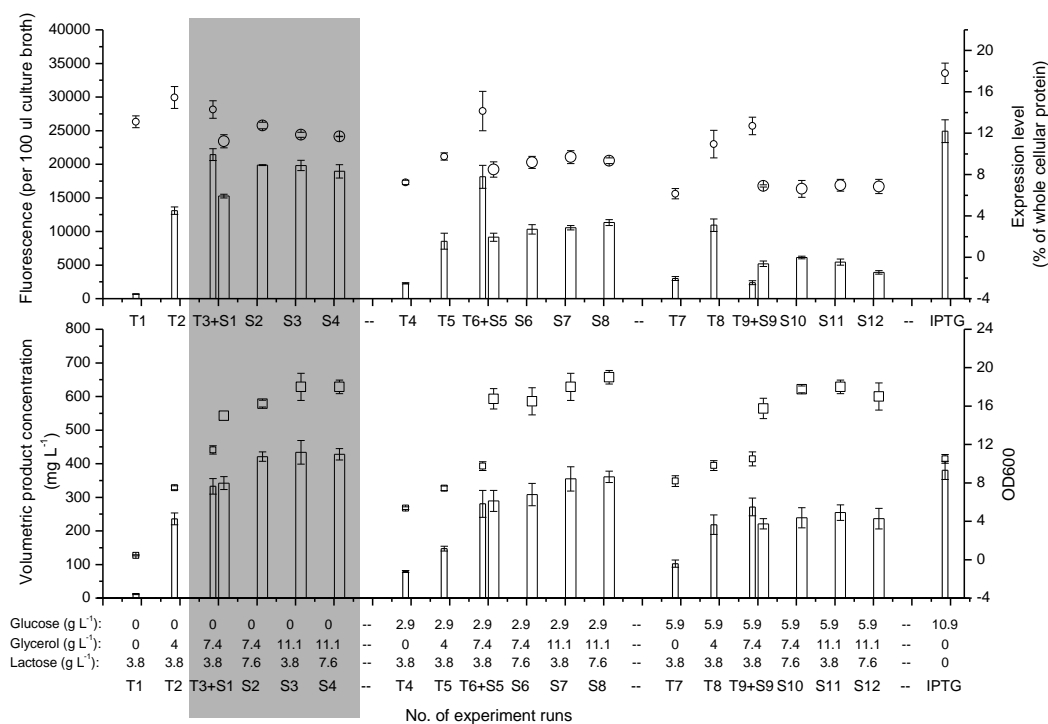 Fluorescence (per 100 ul culture broth)
40000
35000
30000
25000
20000
15000
10000
5000
0
20
16
12
8
4
0
-4
Expression level
(% of whole cellular protein)
T1 T2 T3+S1 S2 S3 S4 -- T4 T5 T6+S5 S6 S7 S8 -- T7 T8 T9+S9 S10 S11 S12 -- IPTG
Volumetric product concentration
(mg L-1)
800
700
600
500
400
300
200
100
0
24
20
16
12
8
4
0
-4
OD600
Glucose (g L-1): 0 0 0 0 0 0 -- 2.9 2.9 2.9 2.9 2.9 2.9 -- 5.9 5.9 5.9 5.9 5.9 5.9 -- 10.9
Glycerol (g L-1): 0 4 7.4 7.4 11.1 11.1 -- 0 4 7.4 7.4 11.1 11.1 -- 0 4 7.4 7.4 11.1 11.1 -- 0
Lactose (g L-1): 3.8 3.8 3.8 7.6 3.8 7.6 -- 3.8 3.8 3.8 7.6 3.8 7.6 -- 3.8 3.8 3.8 7.6 3.8 7.6 -- 0
T1 T2 T3+S1 S2 S3 S4 -- T4 T5 T6+S5 S6 S7 S8 -- T7 T8 T9+S9 S10 S11 S12 -- IPTG
No. of experiment runs